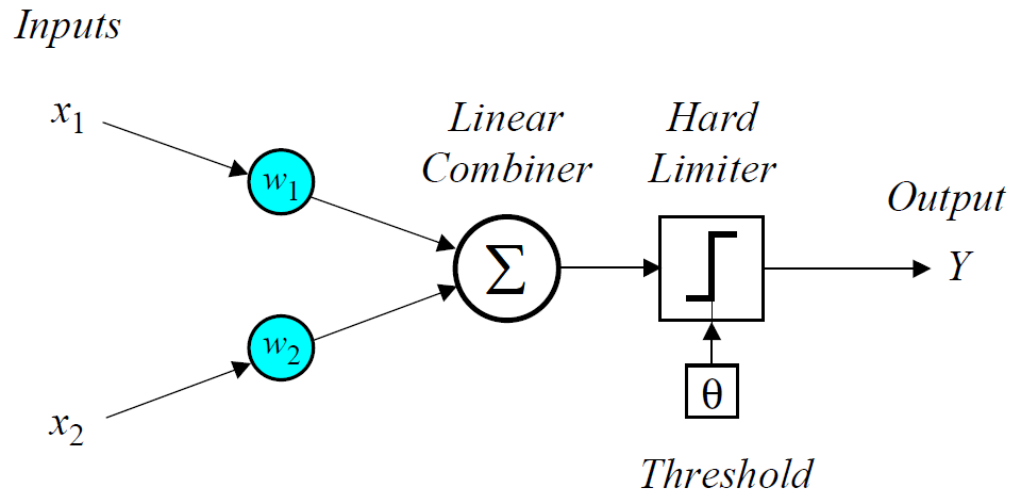 Inputs
x1
w1
w2
x2
Linear
Combiner
Σ
Hard
Limiter
θ
Threshold
Output
Y